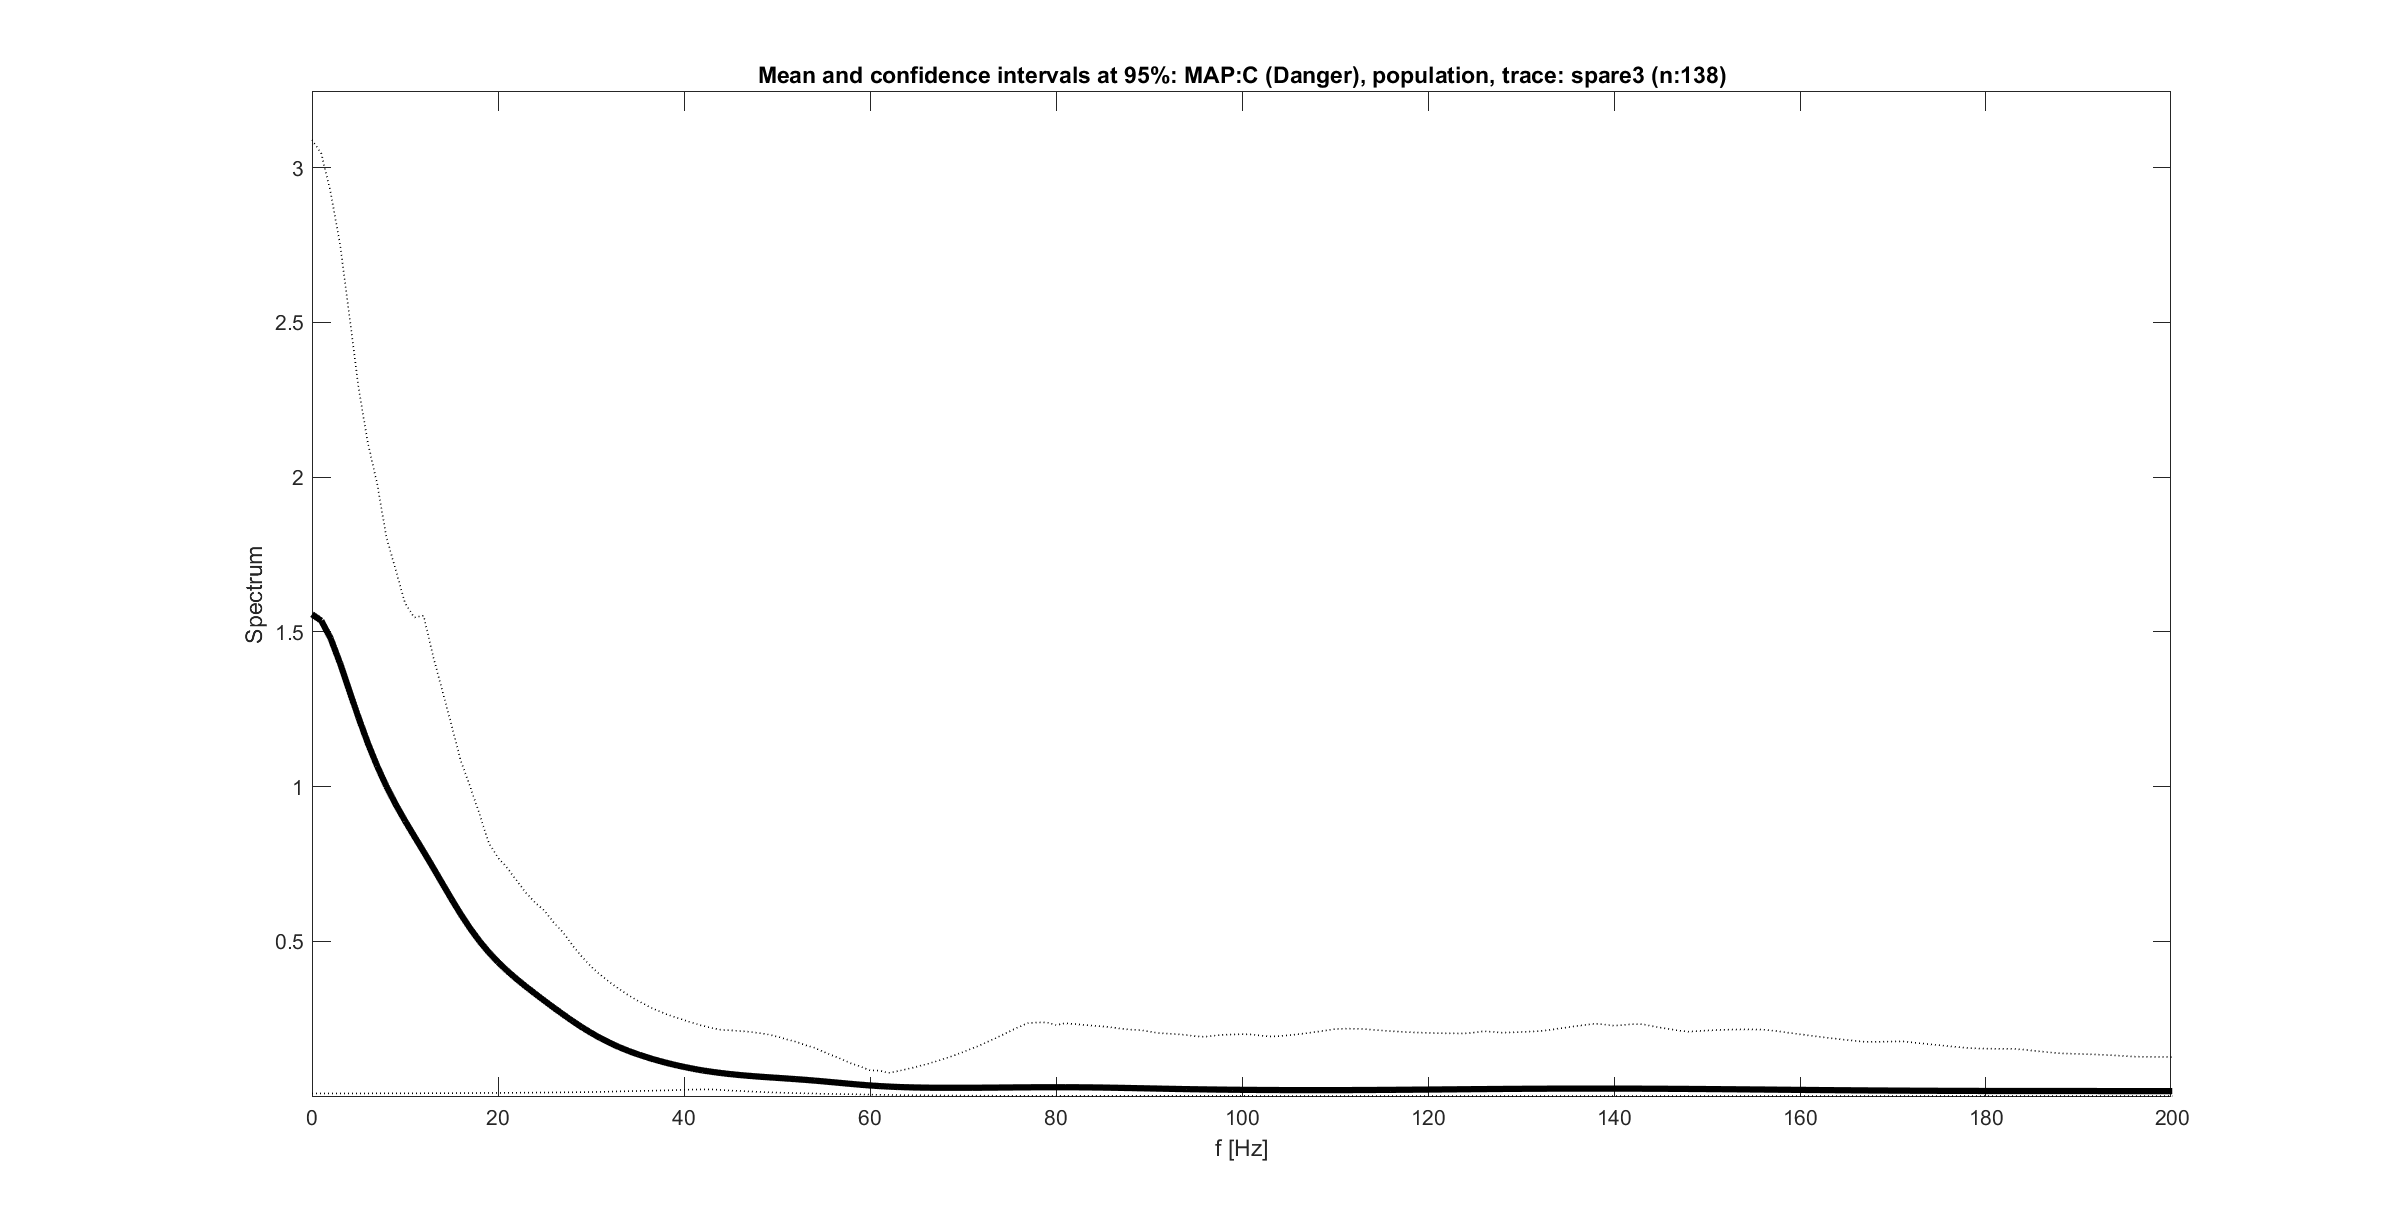 Mean and confidence intervals at 95%: MAP:C (Danger), population, trace: spare3 (n:138)
3
2.5
2
1.5
1
0.5
Spectrum
0 20 40 60 80 100 120 140 160 180 200
f [Hz]